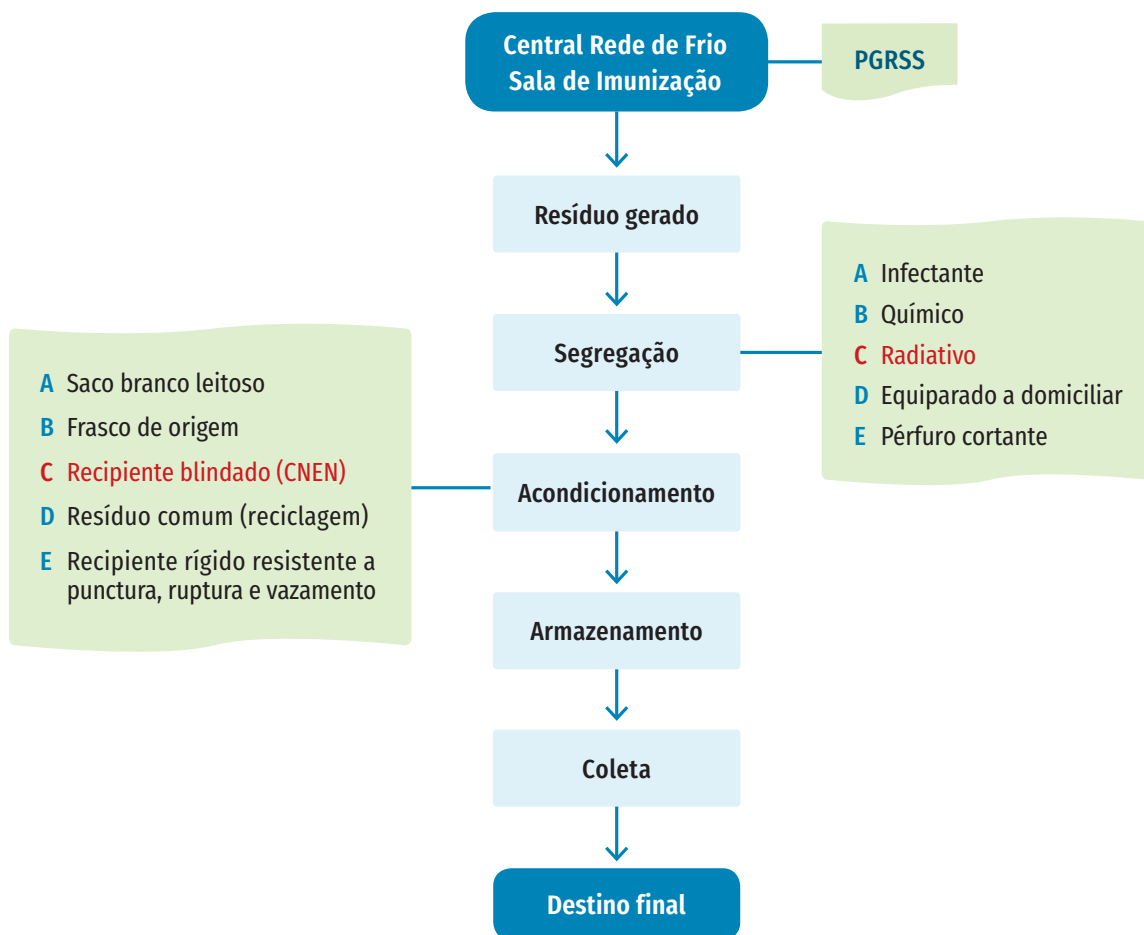 Central Rede de Frio
Sala de Imunização
PGRSS
Resíduo gerado
Segregação
A Infectante
B Químico
C Radiativo
D Equiparado a domiciliar
E Pérfuro cortante
A Saco branco leitoso
B Frasco de origem
C Recipiente blindado (CNEN)
D Resíduo comum (reciclagem)
E Recipiente rígido resistente a
punctura, ruptura e vazamento
Acondicionamento
Armazenamento
Coleta
Destino final